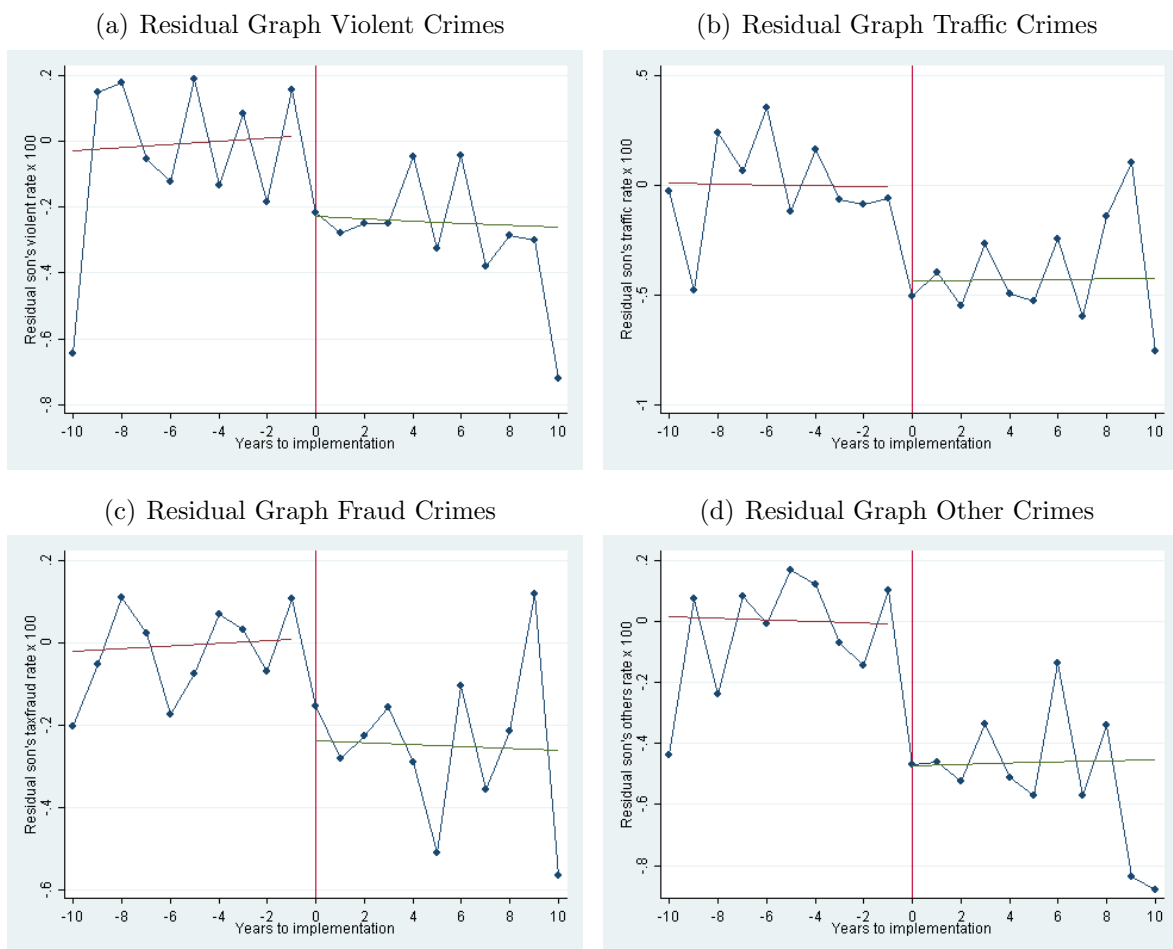 (a) Residual Graph Violent Crimes
Residual son's violent rate x 100
.2
0
-.2
-.4
-.6
-.8
-10 -8 -6 -4 -2 0 2 4 6 8 10
Years to implementation
(b) Residual Graph Traffic Crimes
Residual son's traffic rate x 100
.5
0
-.5
-1
-10 -8 -6 -4 -2 0 2 4 6 8 10
Years to implementation
(c) Residual Graph Fraud Crimes
Residual son's taxfraud rate x 100
.2
0
-.2
-.4
-.6
-10 -8 -6 -4 -2 0 2 4 6 8 10
Years to implementation
(d) Residual Graph Other Crimes
Residual son's others rate x 100
.2
0
-.2
-.4
-.6
-.8
-10 -8 -6 -4 -2 0 2 4 6 8 10
Years to implementation